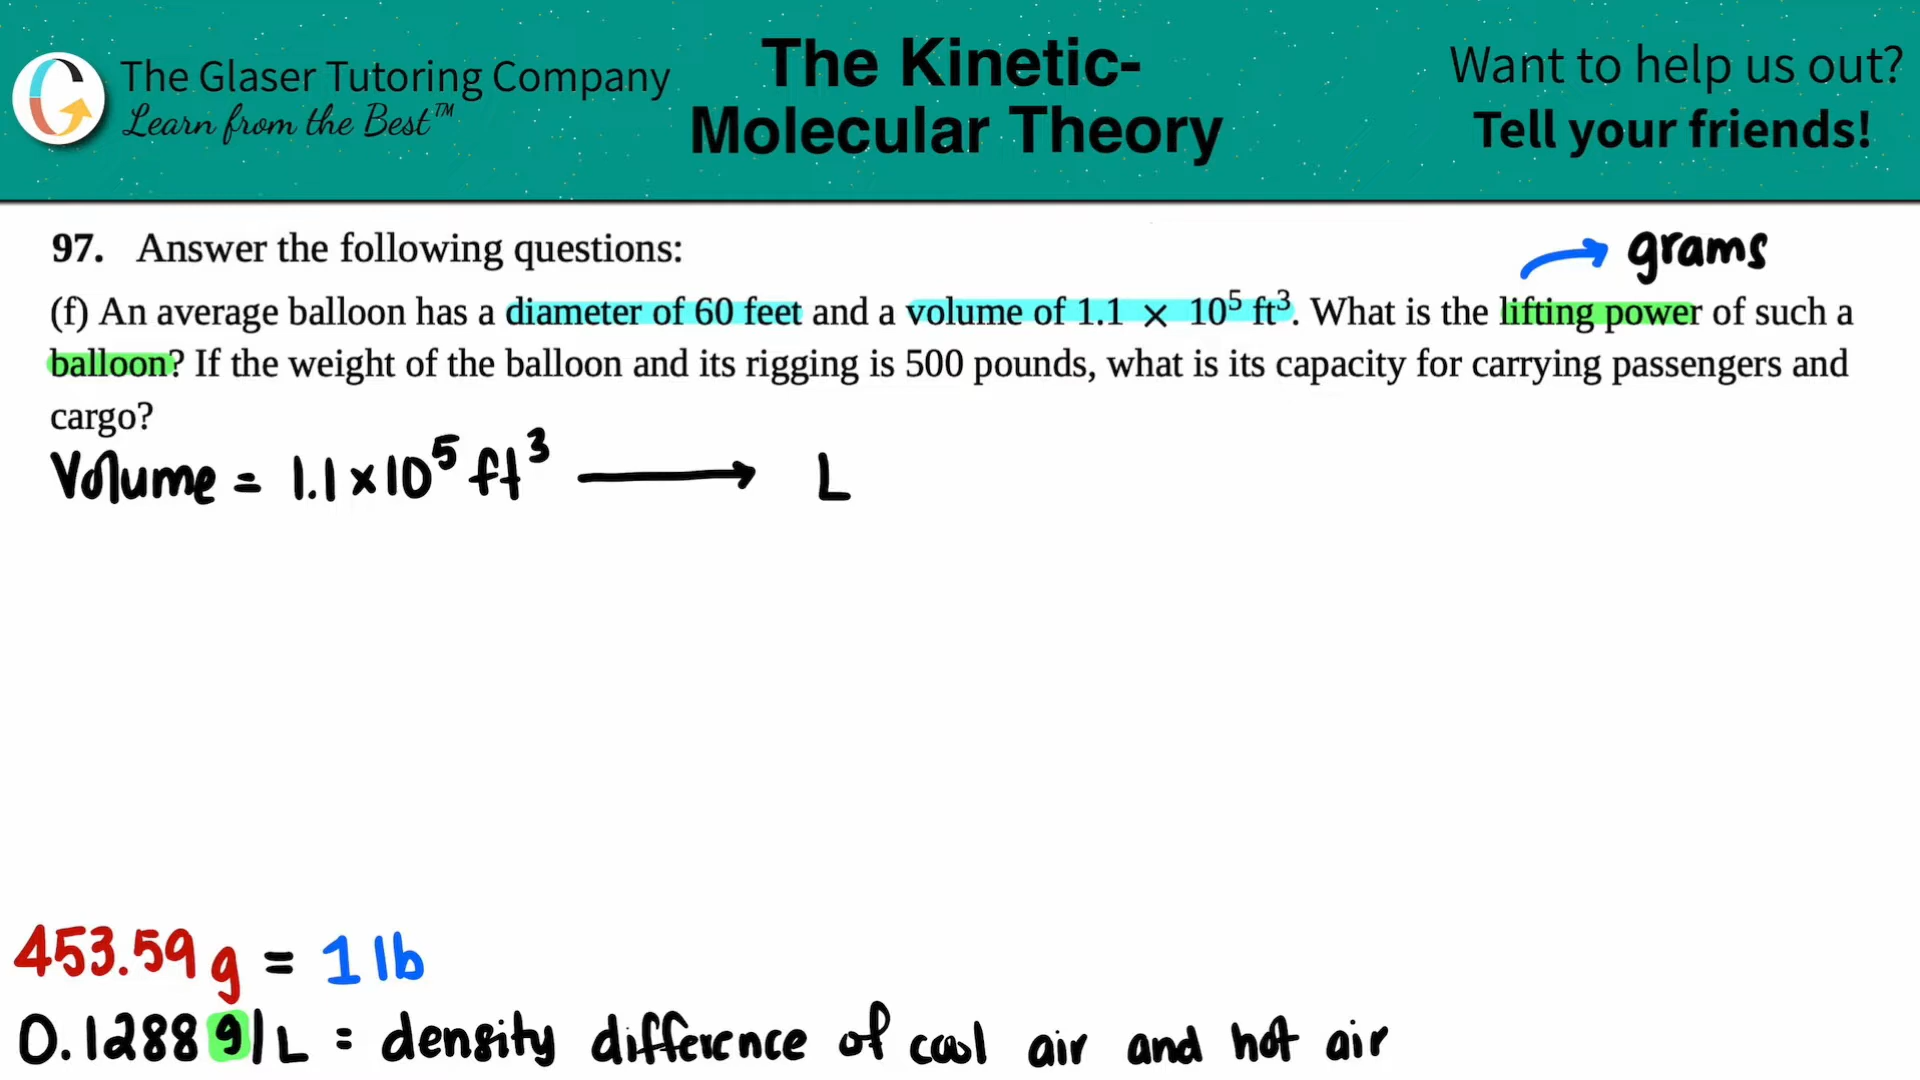 The Glaser Tutoring Company
Learn from the Best™
The Kinetic-
Molecular Theory
Want to help us out?
Tell your friends!
97. Answer the following questions:
grams
(f) An average balloon has a diameter of 60 feet and a volume of 1.1 × 10⁵ ft³. What is the lifting power of such a
balloon? If the weight of the balloon and its rigging is 500 pounds, what is its capacity for carrying passengers and
cargo?
Volume = 1.1 x 10⁵ ft³ ⟶ L
453.59 g = 1 lb
0.1288 g/L = density difference of cool air and hot air